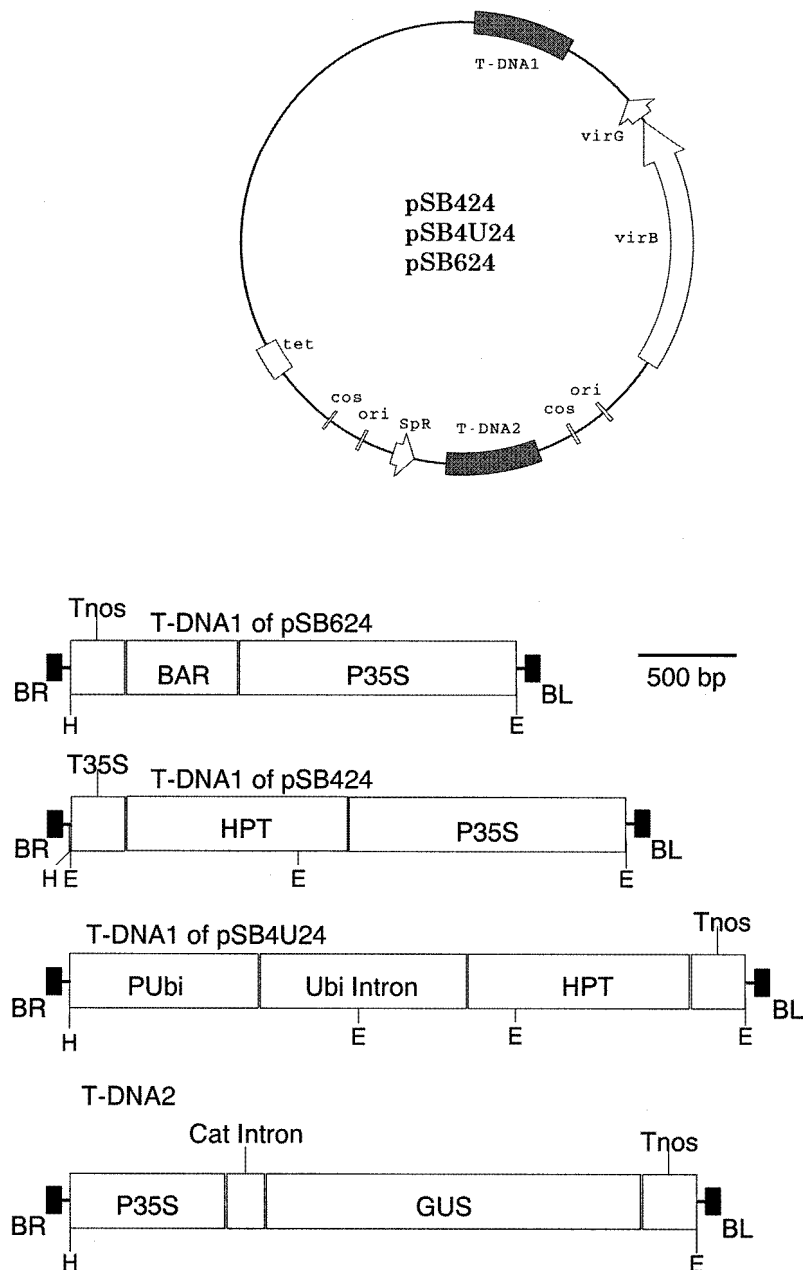 T-DNA1
virG
pSB424
pSB4U24
pSB624
virB
tet
cos
ori
SpR
T-DNA2
cos
ori
Tnos
T-DNA1 of pSB624
BR
BAR
P35S
BL
500 bp
H
E
T35S
T-DNA1 of pSB424
BR
HPT
P35S
BL
H E
E
E
T-DNA1 of pSB4U24
Tnos
BR
PUbi
Ubi Intron
HPT
BL
H
E
E
E
T-DNA2
Cat Intron
Tnos
BR
P35S
GUS
BL
H
E